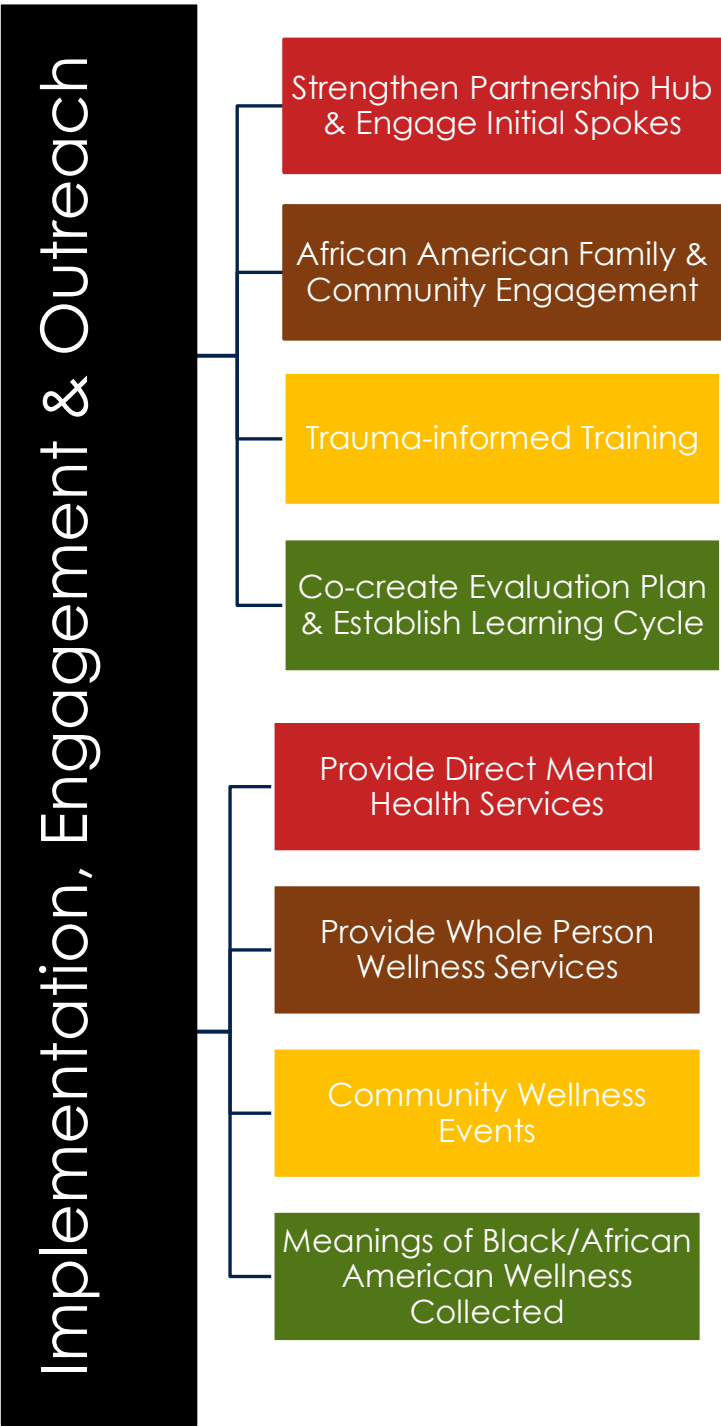 Implementation, Engagement & Outreach
Strengthen Partnership Hub
& Engage Initial Spokes
African American Family &
Community Engagement
Trauma-informed Training
Co-create Evaluation Plan
& Establish Learning Cycle
Provide Direct Mental
Health Services
Provide Whole Person
Wellness Services
Community Wellness
Events
Meanings of Black/African
American Wellness
Collected